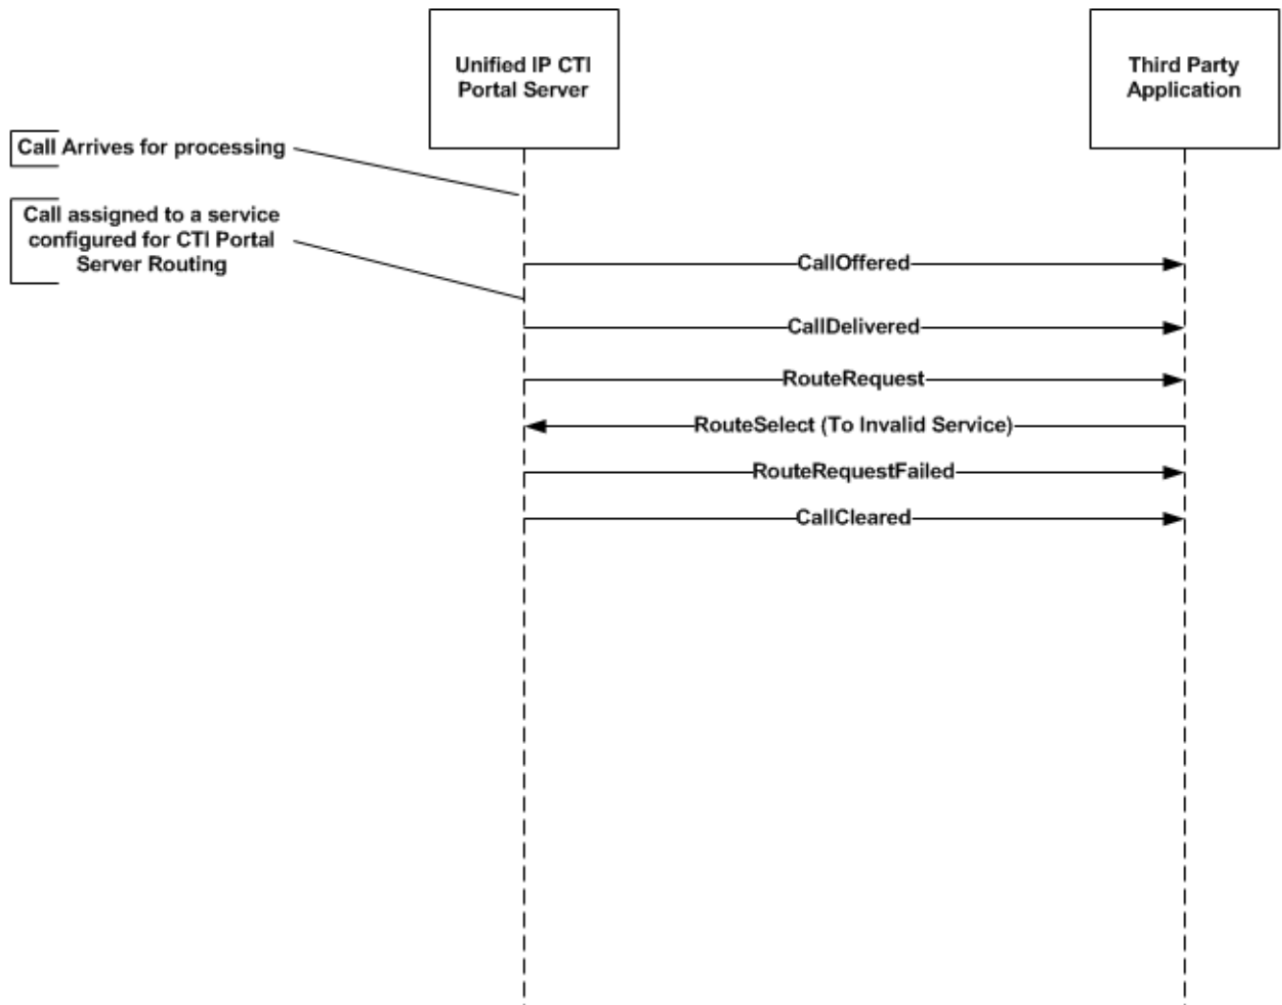 Unified IP CTI
Portal Server
Third Party
Application
Call Arrives for processing
Call assigned to a service
configured for CTI Portal
Server Routing
CallOffered
CallDelivered
RouteRequest
RouteSelect (To Invalid Service)
RouteRequestFailed
CallCleared